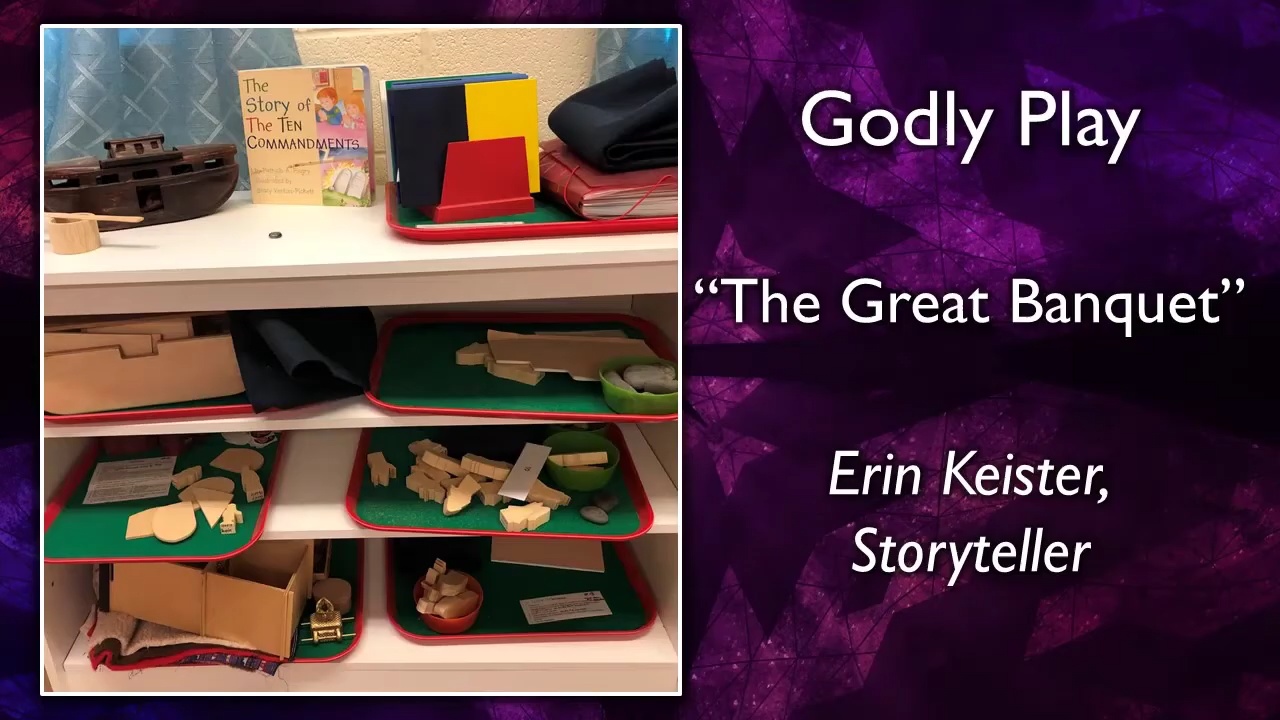 The
Story of
The Ten
Commandments
Godly Play
“The Great Banquet”
Erin Keister,
Storyteller